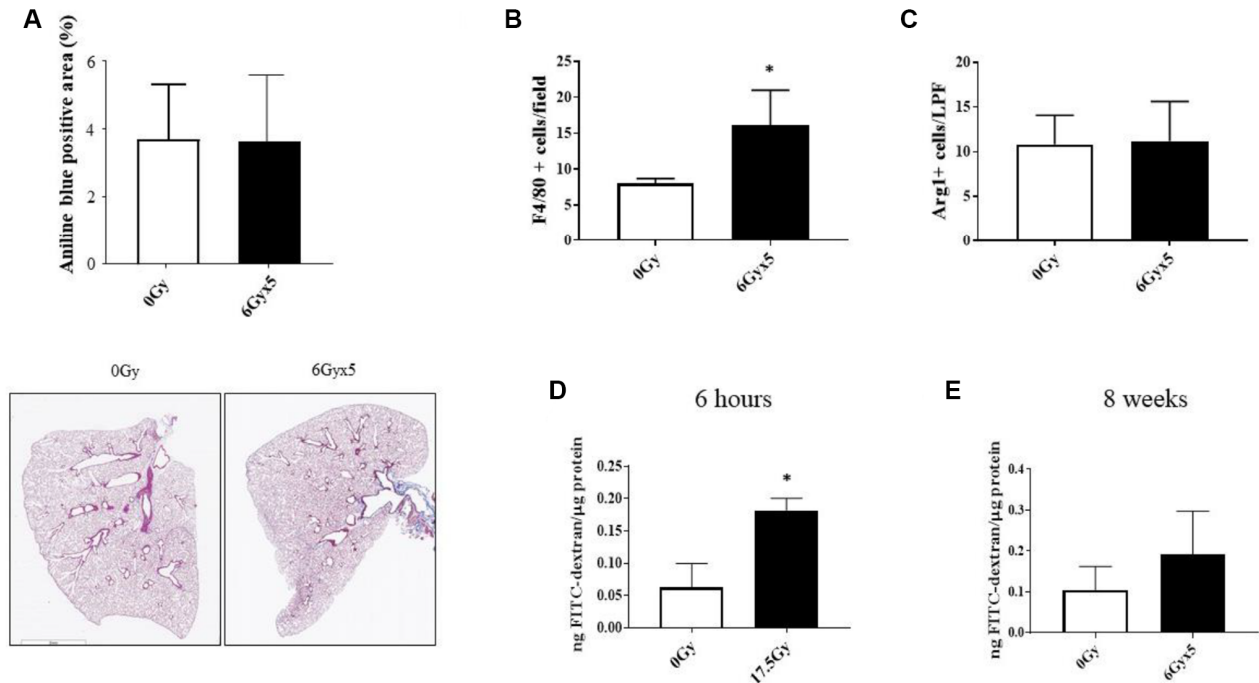 A
Aniline blue positive area (%)
6
4
2
0
0Gy
6Gyx5
B
F4/80 + cells/field
25
20
15
10
5
0
*
0Gy
6Gyx5
C
Arg1+ cells/LPF
20
15
10
5
0
0Gy
6Gyx5
0Gy
6Gyx5
D
6 hours
ng FITC-dextran/µg protein
0.25
0.20
0.15
0.10
0.05
0.00
*
0Gy
17.5Gy
E
8 weeks
ng FITC-dextran/µg protein
0.4
0.3
0.2
0.1
0.0
0Gy
6Gyx5